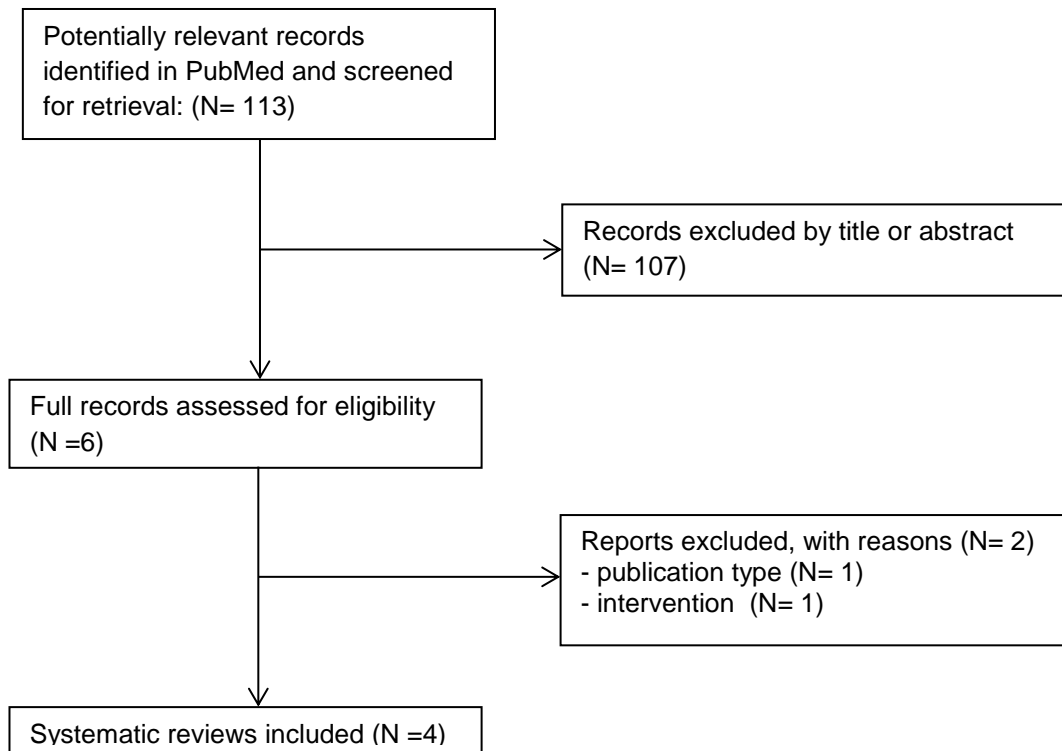 Potentially relevant records
identified in PubMed and screened
for retrieval: (N= 113)
Records excluded by title or abstract
(N= 107)
Full records assessed for eligibility
(N =6)
Reports excluded, with reasons (N= 2)
- publication type (N= 1)
- intervention  (N= 1)
Systematic reviews included (N =4)